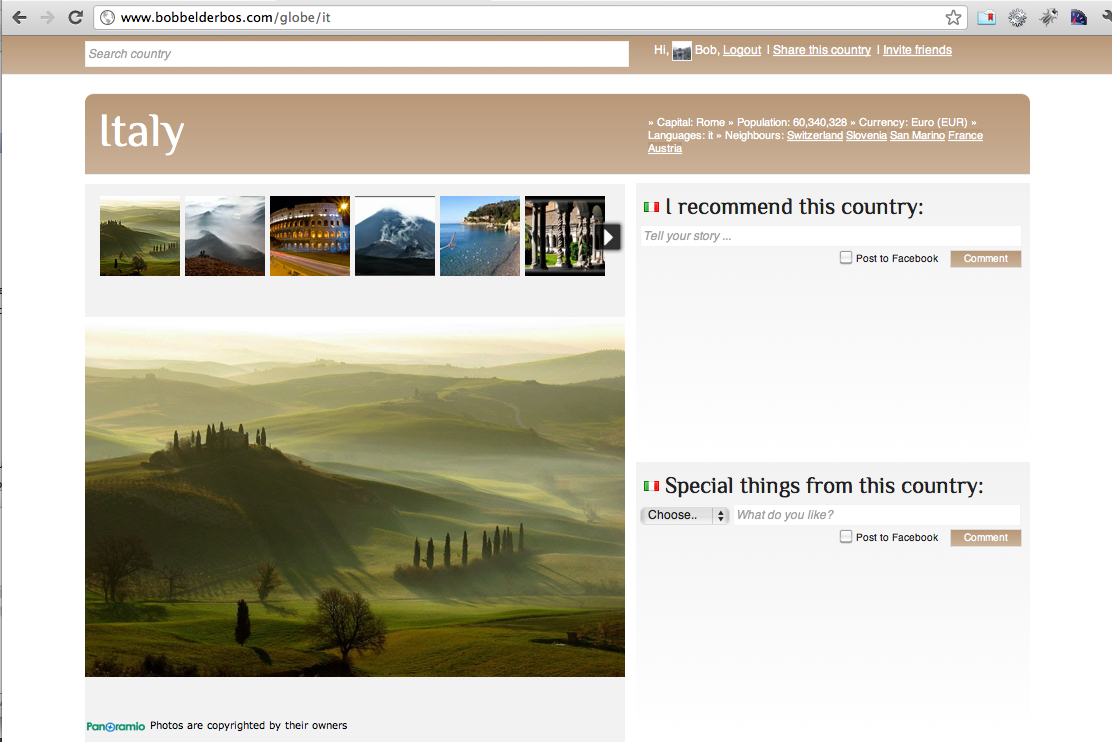 www.bobbelderbos.com/globe/it
Search country
Hi, Bob, Logout | Share this country | Invite friends
Italy
» Capital: Rome » Population: 60,340,328 » Currency: Euro (EUR) »
Languages: it » Neighbours: Switzerland Slovenia San Marino France
Austria
I recommend this country:
Tell your story ...
Post to Facebook Comment
Special things from this country:
Choose.. What do you like?
Post to Facebook Comment
Panoramio Photos are copyrighted by their owners